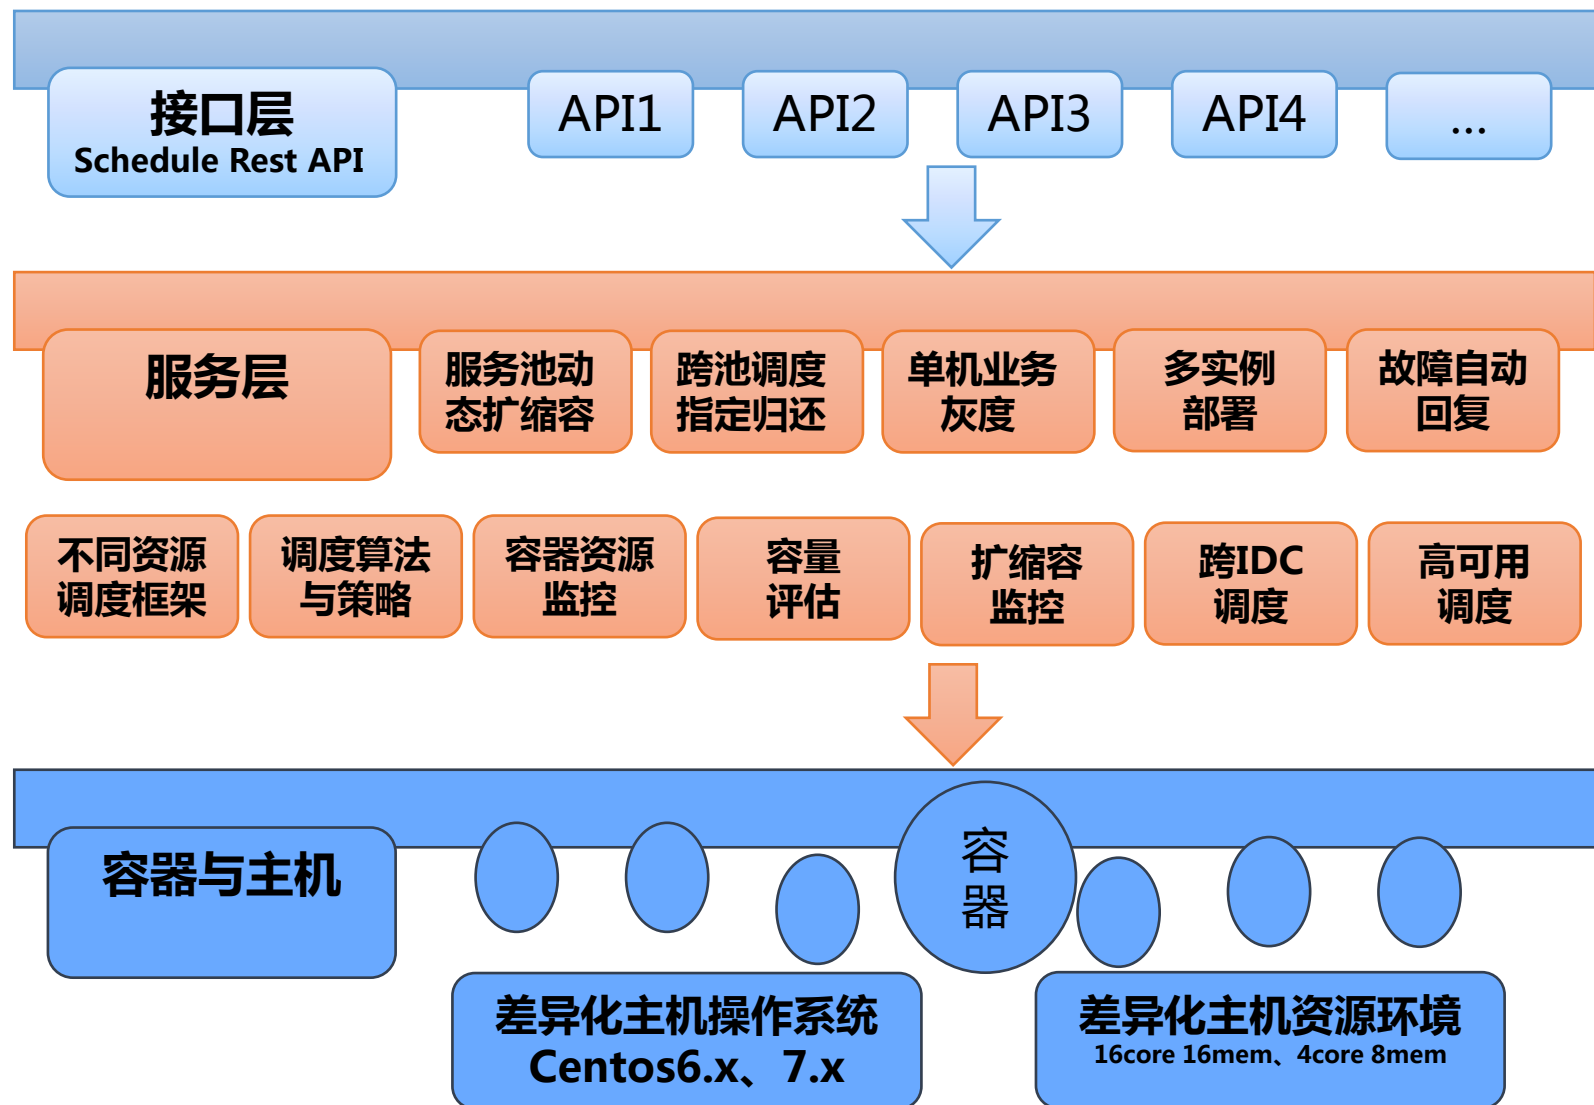 接口层
Schedule Rest API
API1
API2
API3
API4
...
服务层
服务池动
态扩缩容
跨池调度
指定归还
单机业务
灰度
多实例
部署
故障自动
回复
不同资源
调度框架
调度算法
与策略
容器资源
监控
容量
评估
扩缩容
监控
跨IDC
调度
高可用
调度
容器与主机
容
器
差异化主机操作系统
Centos6.x、7.x
差异化主机资源环境
16core 16mem、4core 8mem